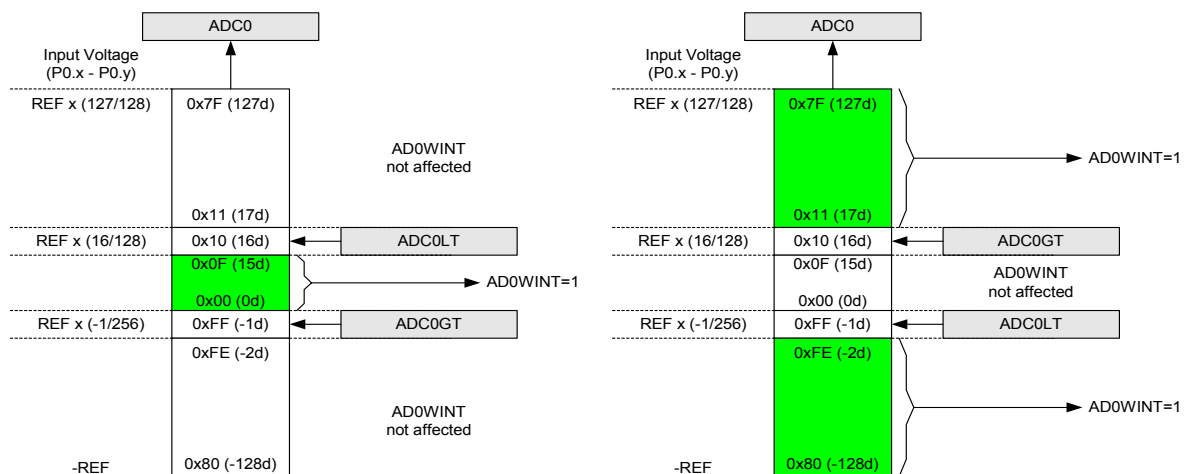 ADC0
Input Voltage
(P0.x - P0.y)
REF x (127/128)
0x7F (127d)
AD0WINT
not affected
0x11 (17d)
REF x (16/128)
0x10 (16d)
ADC0LT
0x0F (15d)
AD0WINT=1
0x00 (0d)
REF x (-1/256)
0xFF (-1d)
ADC0GT
0xFE (-2d)
AD0WINT
not affected
-REF
0x80 (-128d)
ADC0
Input Voltage
(P0.x - P0.y)
REF x (127/128)
0x7F (127d)
AD0WINT=1
0x11 (17d)
REF x (16/128)
0x10 (16d)
ADC0GT
0x0F (15d)
AD0WINT
not affected
0x00 (0d)
REF x (-1/256)
0xFF (-1d)
ADC0LT
0xFE (-2d)
AD0WINT=1
-REF
0x80 (-128d)